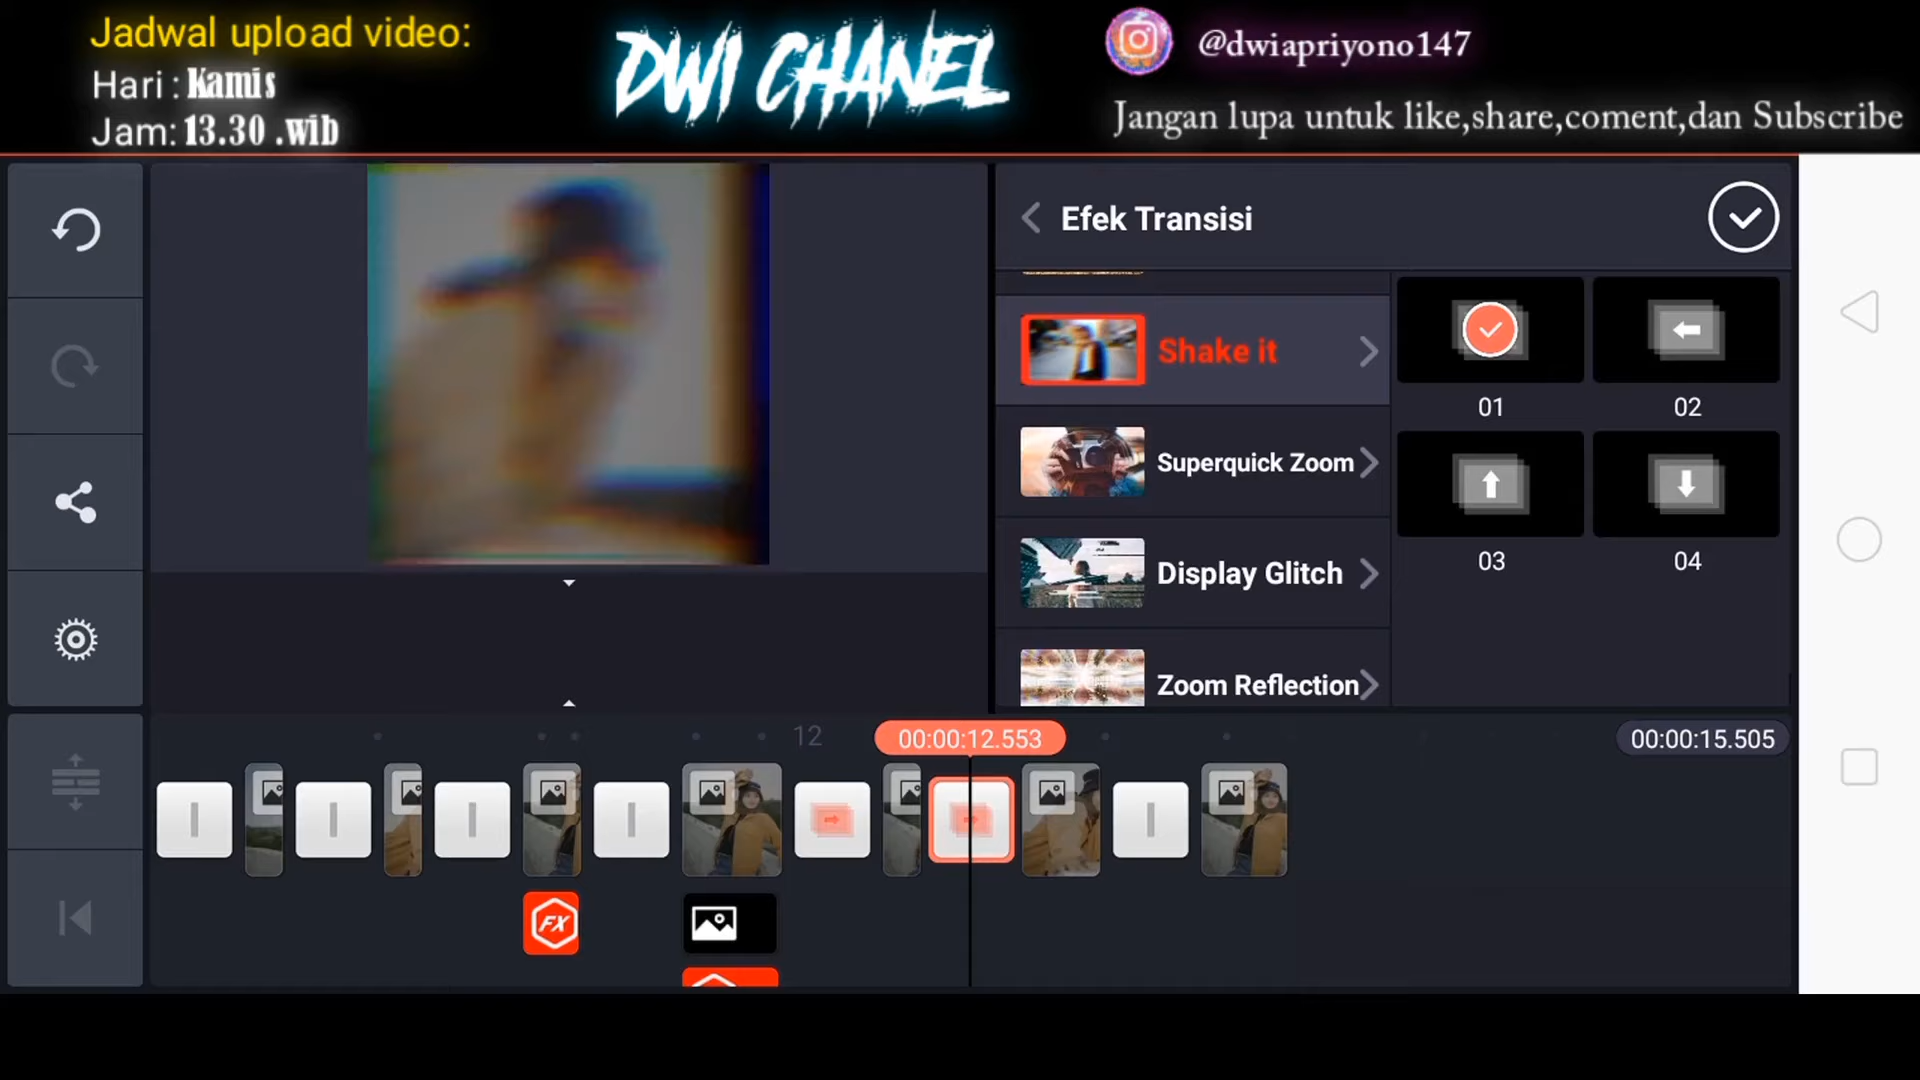 Jadwal upload video:
Hari : Kamis
Jam: 13.30 .wib
DWI CHANEL
@dwiapriyono147
Jangan lupa untuk like,share,coment,dan Subscribe
Efek Transisi
Shake it
Superquick Zoom
Display Glitch
Zoom Reflection
01
02
03
04
12
00:00:12.553
00:00:15.505
FX